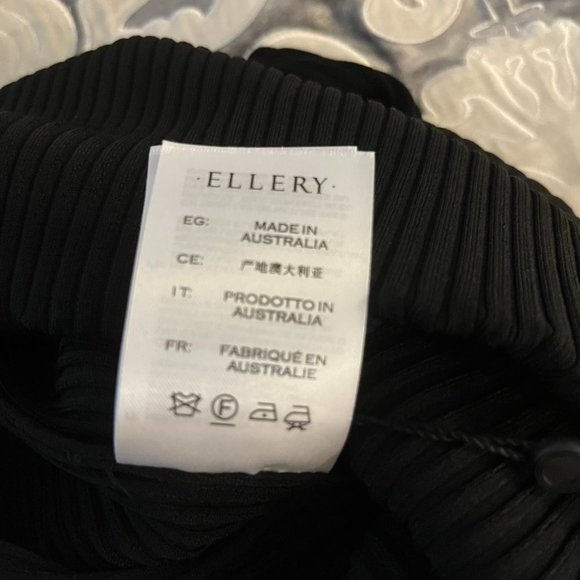 ·ELLERY·
EG: MADE IN
AUSTRALIA
CE: 产地澳大利亚
IT: PRODOTTO IN
AUSTRALIA
FR: FABRIQUÉ EN
AUSTRALIE
F